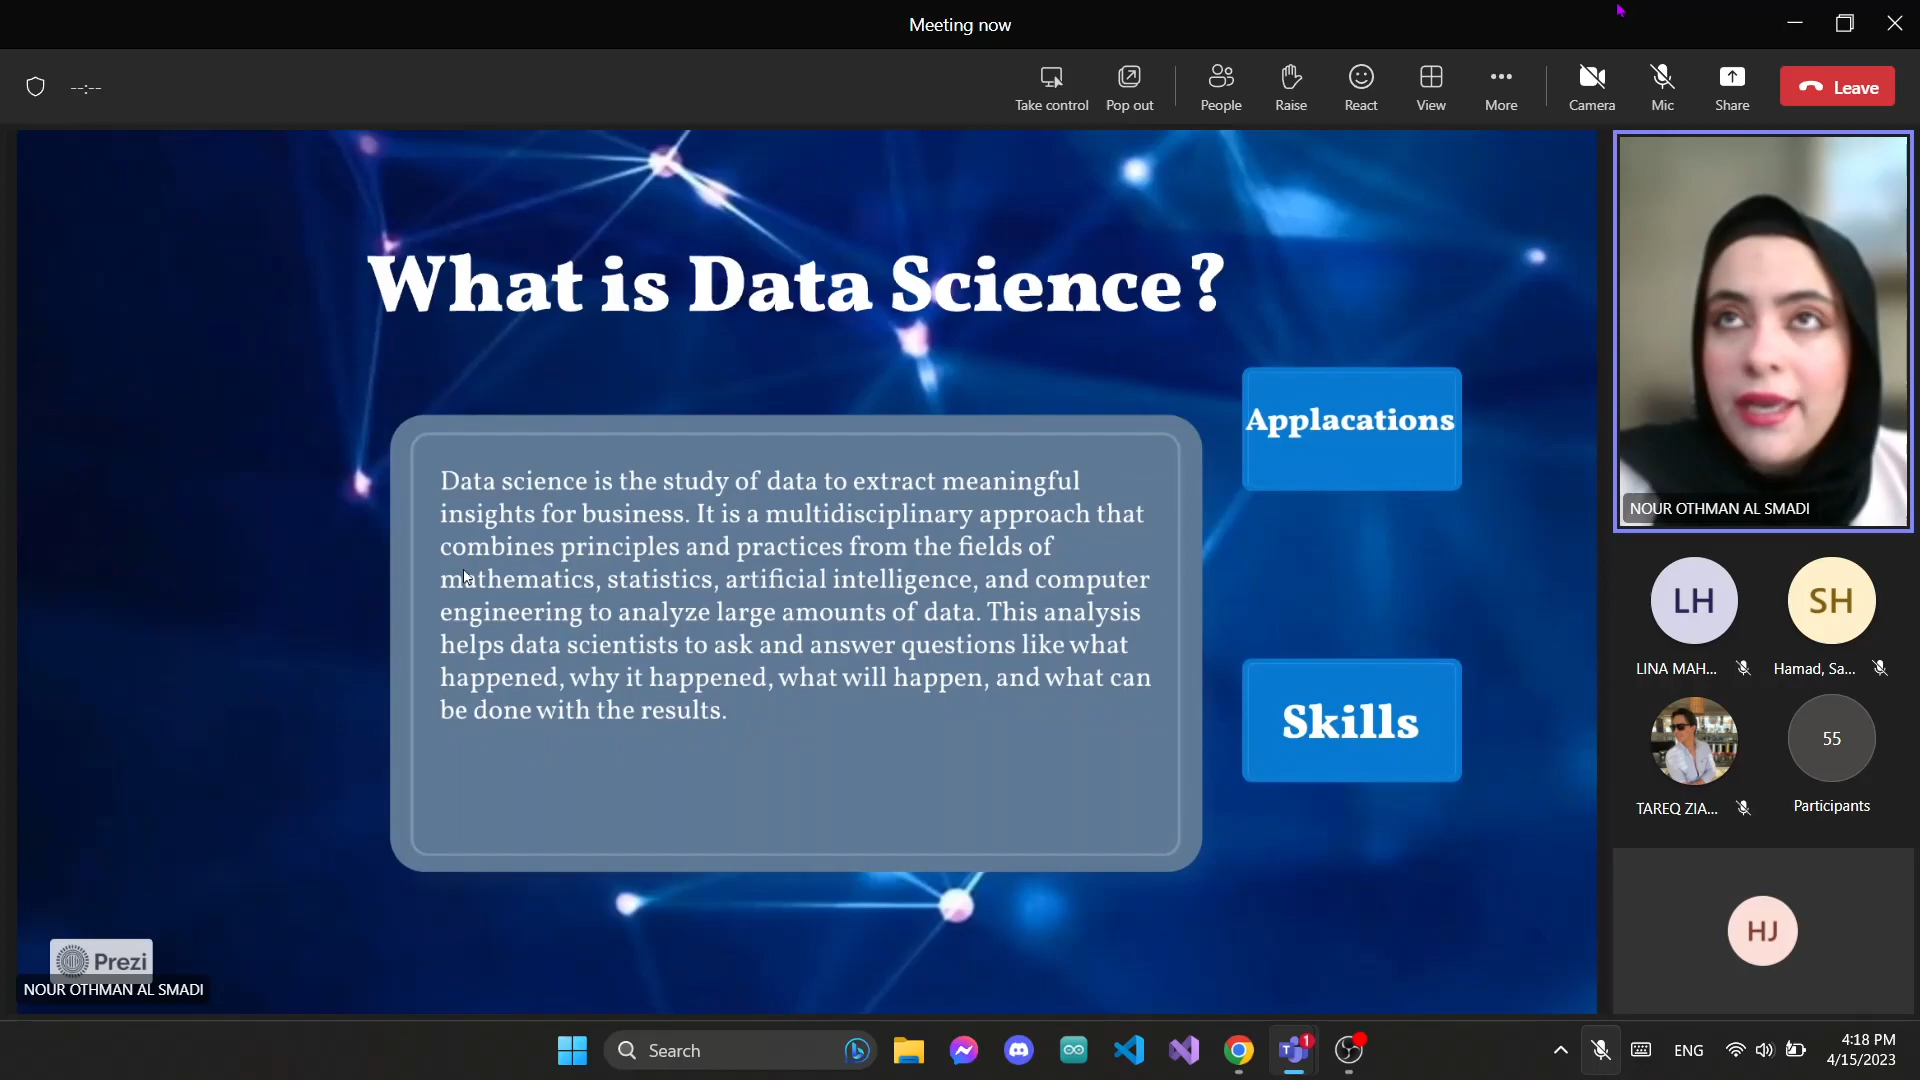 Meeting now
--:--
Take control
Pop out
People
Raise
React
View
More
Camera
Mic
Share
Leave
What is Data Science?
Data science is the study of data to extract meaningful
insights for business. It is a multidisciplinary approach that
combines principles and practices from the fields of
mathematics, statistics, artificial intelligence, and computer
engineering to analyze large amounts of data. This analysis
helps data scientists to ask and answer questions like what
happened, why it happened, what will happen, and what can
be done with the results.
Applacations
Skills
Prezi
NOUR OTHMAN AL SMADI
NOUR OTHMAN AL SMADI
LH
SH
LINA MAH...
Hamad, Sa...
55
TAREQ ZIA...
Participants
HJ
Search
1
ENG
4:18 PM
4/15/2023